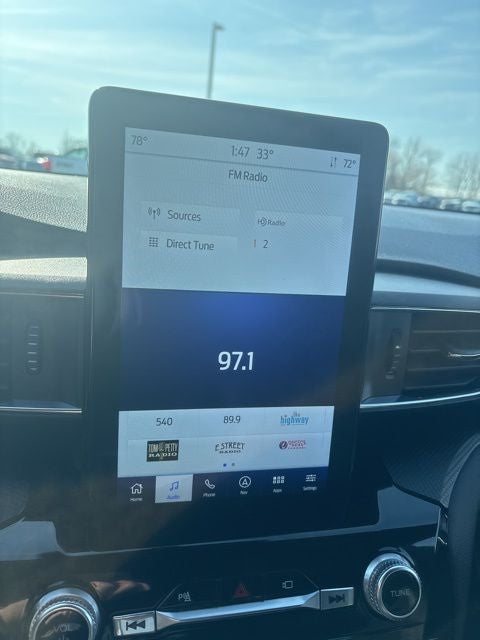 78°
1:47 33°
72°
FM Radio
Sources
HD Radio
Direct Tune
1 2
97.1
540
89.9
the highway
TOM PETTY RADIO
E STREET RADIO
Home
Audio
Phone
Nav
Apps
Settings
VOL
TUNE